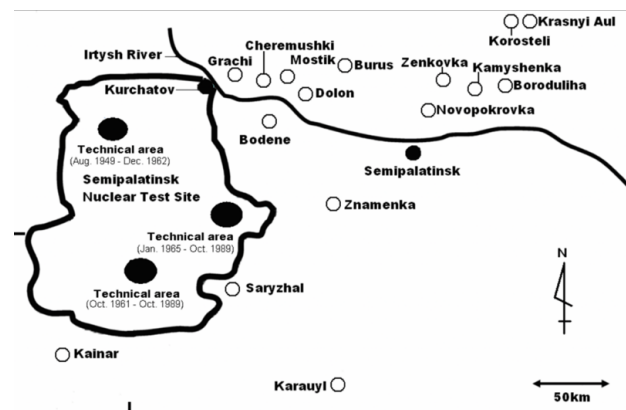 Krasnyi Aul
Korosteli
Cheremushki
Irtysh River
Grachi
Mostik
Burus
Zenkovka
Kamyshenka
Kurchatov
Dolon
Boroduliha
Novopokrovka
Bodene
Technical area
(Aug. 1949 - Dec. 1962)
Semipalatinsk
Semipalatinsk
Nuclear Test Site
Znamenka
Technical area
(Jan. 1965 - Oct. 1989)
N
Technical area
(Oct. 1961 - Oct. 1989)
Saryzhal
Kainar
Karauyl
50km